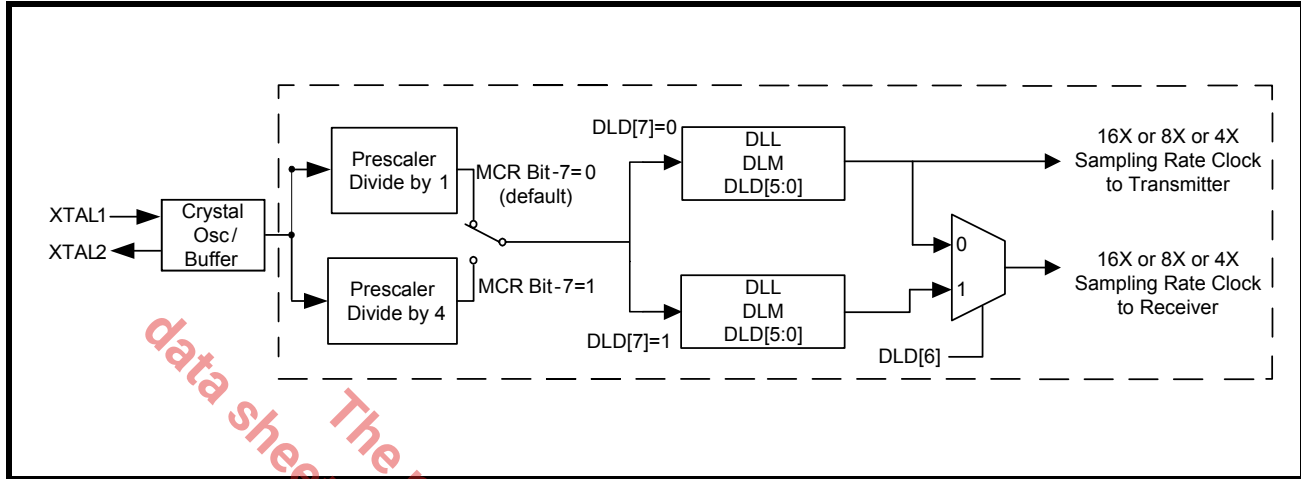 DLD[7]=0
DLL
DLM
DLD[5:0]
16X or 8X or 4X
Sampling Rate Clock
to Transmitter
Prescaler
Divide by 1
MCR Bit-7=0
(default)
XTAL1
XTAL2
Crystal
Osc/
Buffer
0
1
16X or 8X or 4X
Sampling Rate Clock
to Receiver
Prescaler
Divide by 4
MCR Bit-7=1
DLL
DLM
DLD[5:0]
DLD[7]=1
DLD[6]
The
data shee